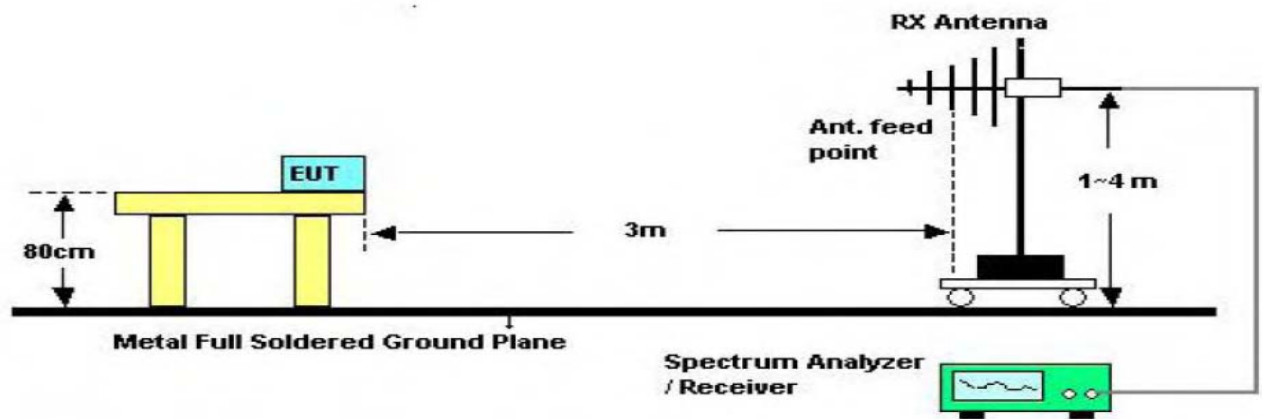 RX Antenna
Ant. feed
point
EUT
1~4 m
3m
80cm
Metal Full Soldered Ground Plane
Spectrum Analyzer
/ Receiver